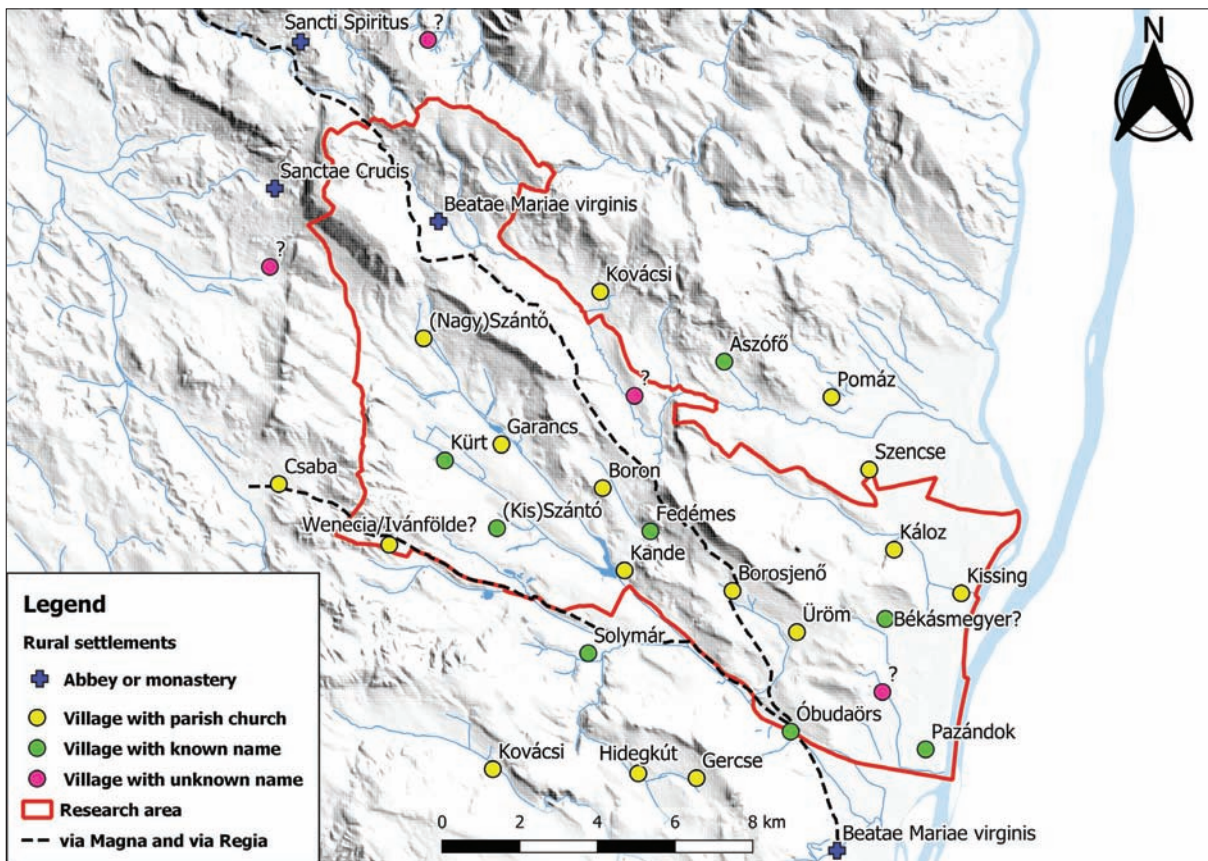 Sancti Spiritus
?
N
Sanctae Crucis
Beatae Mariae virginis
?
Kovácsi
(Nagy)Szántó
Aszófő
?
Pomáz
Garancs
Kürt
Szencse
Csaba
Boron
(Kis)Szántó
Wenecia/Ivánfölde?
Fedémes
Káloz
Kande
Borosjenő
Kissing
Üröm
Békásmegyer?
Solymár
?
Óbudaörs
Pazándok
Kovácsi
Hidegkút
Gercse
Beatae Mariae virginis
Legend
Rural settlements
Abbey or monastery
Village with parish church
Village with known name
Village with unknown name
Research area
via Magna and via Regia
0 2 4 6 8 km